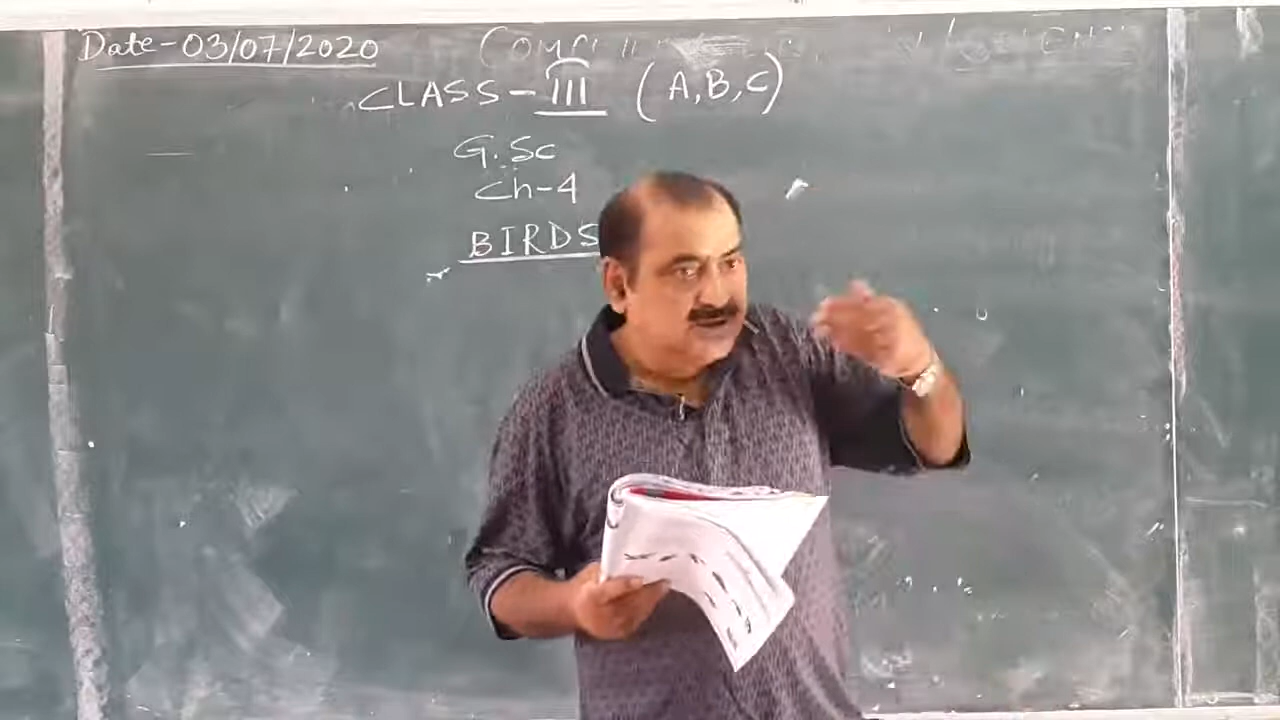 Date-03/07/2020
CLASS-III (A,B,C)
G.Sc
Ch-4
BIRDS